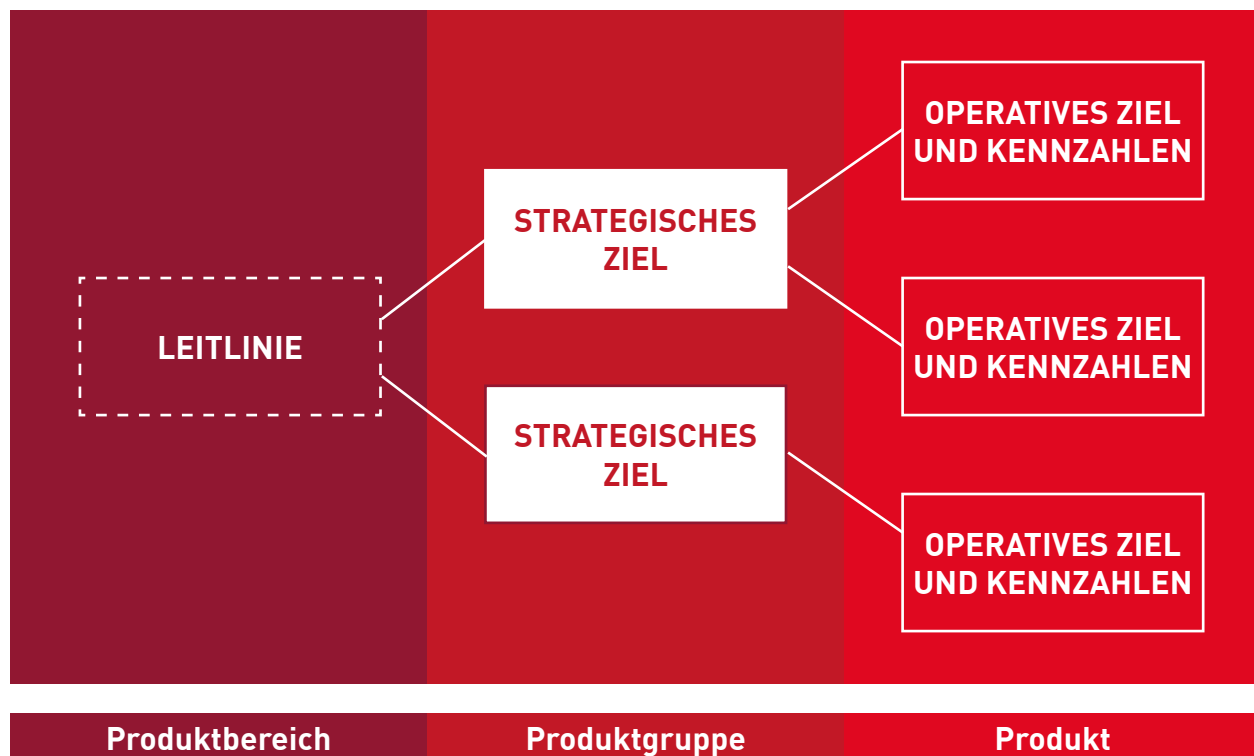 LEITLINIE
STRATEGISCHES
ZIEL
STRATEGISCHES
ZIEL
OPERATIVES ZIEL
UND KENNZAHLEN
OPERATIVES ZIEL
UND KENNZAHLEN
OPERATIVES ZIEL
UND KENNZAHLEN
Produktbereich
Produktgruppe
Produkt